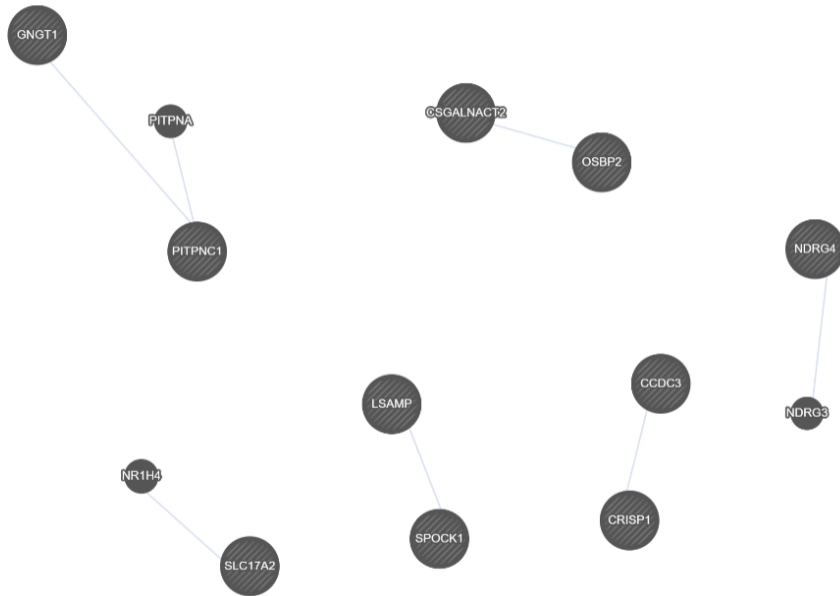 GNGT1
PITPNA
CSGALNACT2
OSBP2
PITPNC1
NDRG4
LSAMP
CCDC3
NDRG3
NR1H4
SPOCK1
CRISP1
SLC17A2